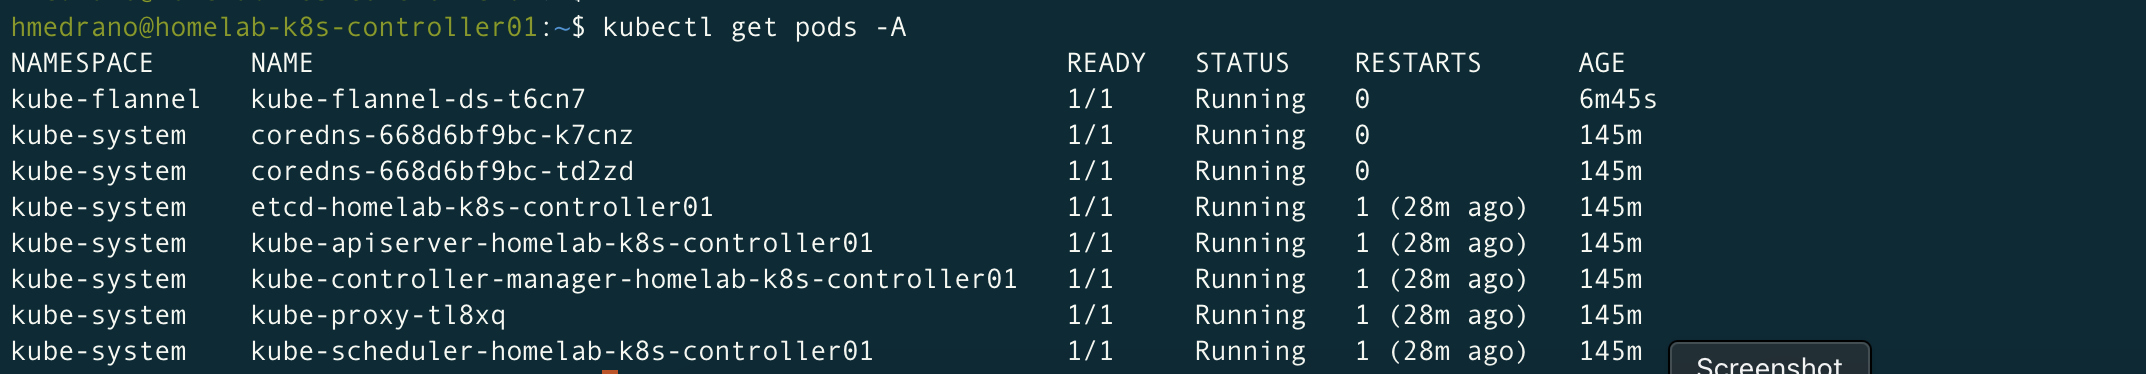 hmedrano@homelab-k8s-controller01:~$ kubectl get pods -A
NAMESPACE NAME READY STATUS RESTARTS AGE
kube-flannel kube-flannel-ds-t6cn7 1/1 Running 0 6m45s
kube-system coredns-668d6bf9bc-k7cnz 1/1 Running 0 145m
kube-system coredns-668d6bf9bc-td2zd 1/1 Running 0 145m
kube-system etcd-homelab-k8s-controller01 1/1 Running 1 (28m ago) 145m
kube-system kube-apiserver-homelab-k8s-controller01 1/1 Running 1 (28m ago) 145m
kube-system kube-controller-manager-homelab-k8s-controller01 1/1 Running 1 (28m ago) 145m
kube-system kube-proxy-tl8xq 1/1 Running 1 (28m ago) 145m
kube-system kube-scheduler-homelab-k8s-controller01 1/1 Running 1 (28m ago) 145m
Screenshot